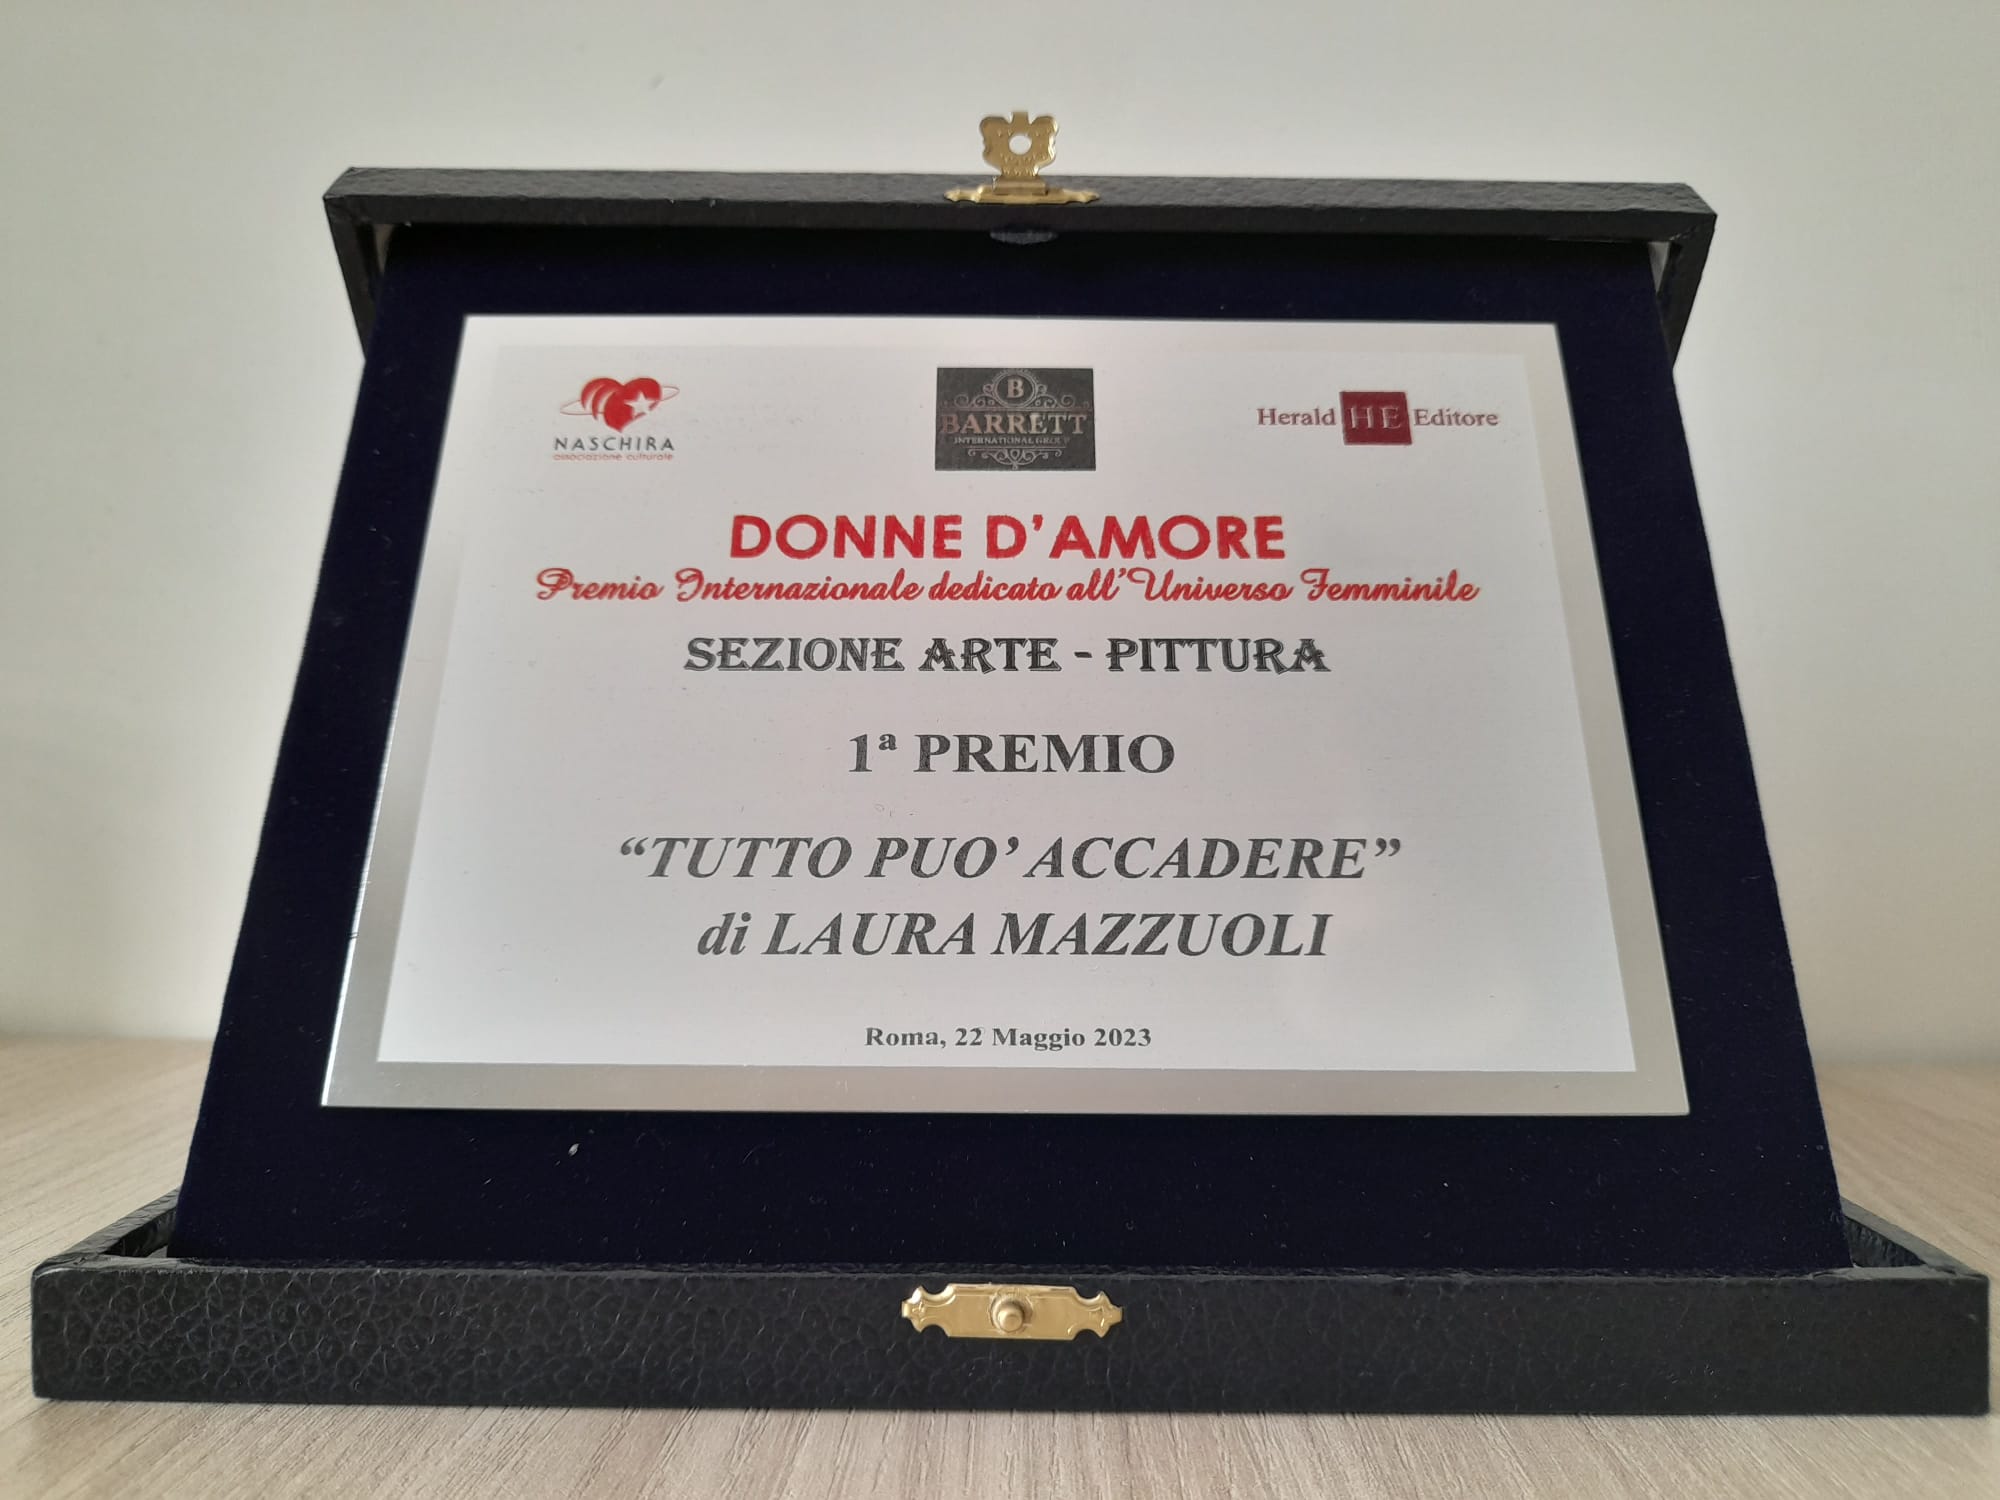 NASCHIRA
associazione culturale
B
BARRETT
INTERNATIONAL GROUP
Herald HE Editore
DONNE D'AMORE
Premio Internazionale dedicato all'Universo Femminile
SEZIONE ARTE - PITTURA
1ª PREMIO
“TUTTO PUO’ ACCADERE”
di LAURA MAZZUOLI
Roma, 22 Maggio 2023